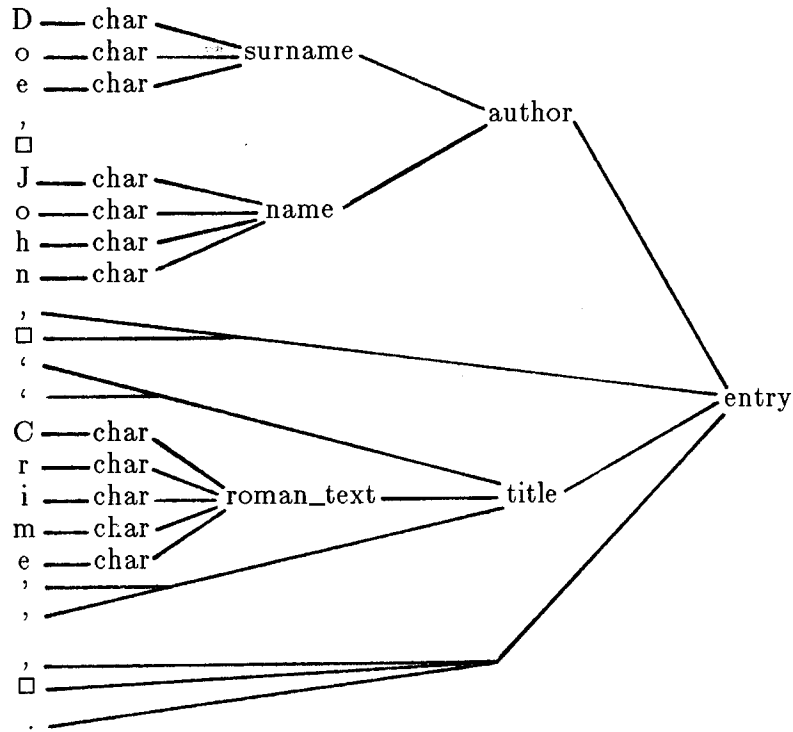 D char
o char surname
e char
, author
□
J char
o char name
h char
n char
,
□
‘
‘ entry
C char
r char
i char roman_text title
m char
e char
’
’
,
□
.